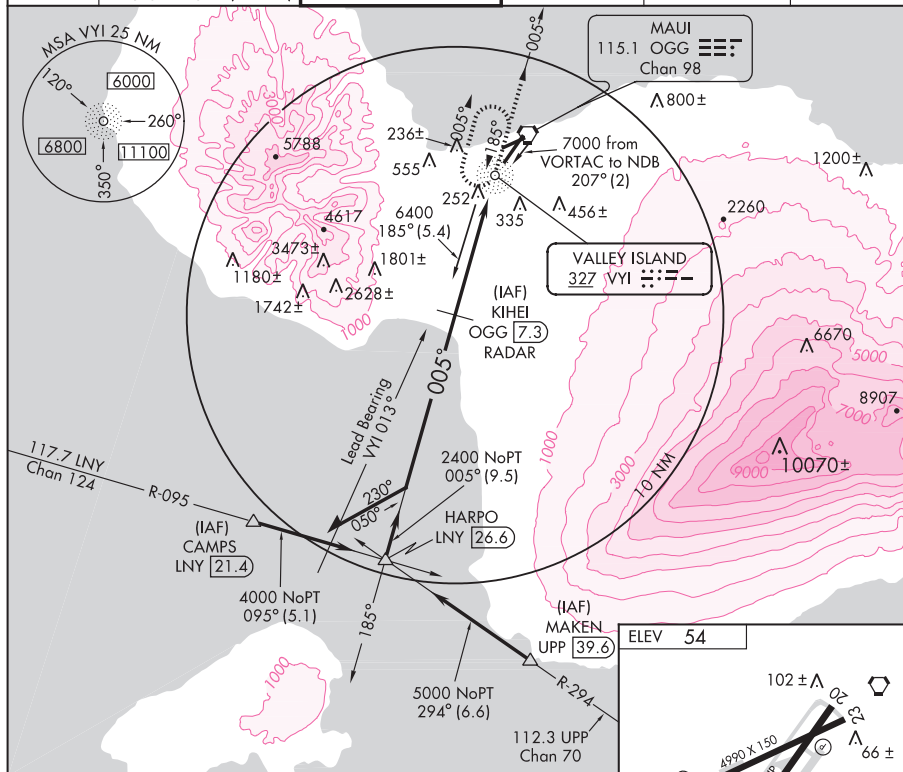 MSA VYI 25 NM
120°
6000
260°
6800
11100
350°
3000
5788
4617
3473±
1180±
1742±
2628±
1801±
1000
236±
555
252
005°
185°
005°
MAUI
115.1 OGG
Chan 98
800±
7000 from
VORTAC to NDB
207° (2)
1200±
2260
335
456±
6400
185° (5.4)
VALLEY ISLAND
327 VYI
(IAF)
KIHEI
OGG 7.3
RADAR
6670
5000
8907
7000
10070±
9000
3000
1000
10 NM
005°
Lead Bearing
VYI 013°
117.7 LNY
Chan 124
R-095
2400 NoPT
005° (9.5)
230°
050°
HARPO
LNY 26.6
(IAF)
CAMPS
LNY 21.4
4000 NoPT
095° (5.1)
185°
(IAF)
MAKEN
UPP 39.6
5000 NoPT
294° (6.6)
R-294
112.3 UPP
Chan 70
1000
ELEV 54
102 ±
20
23
66 ±
4990 X 150